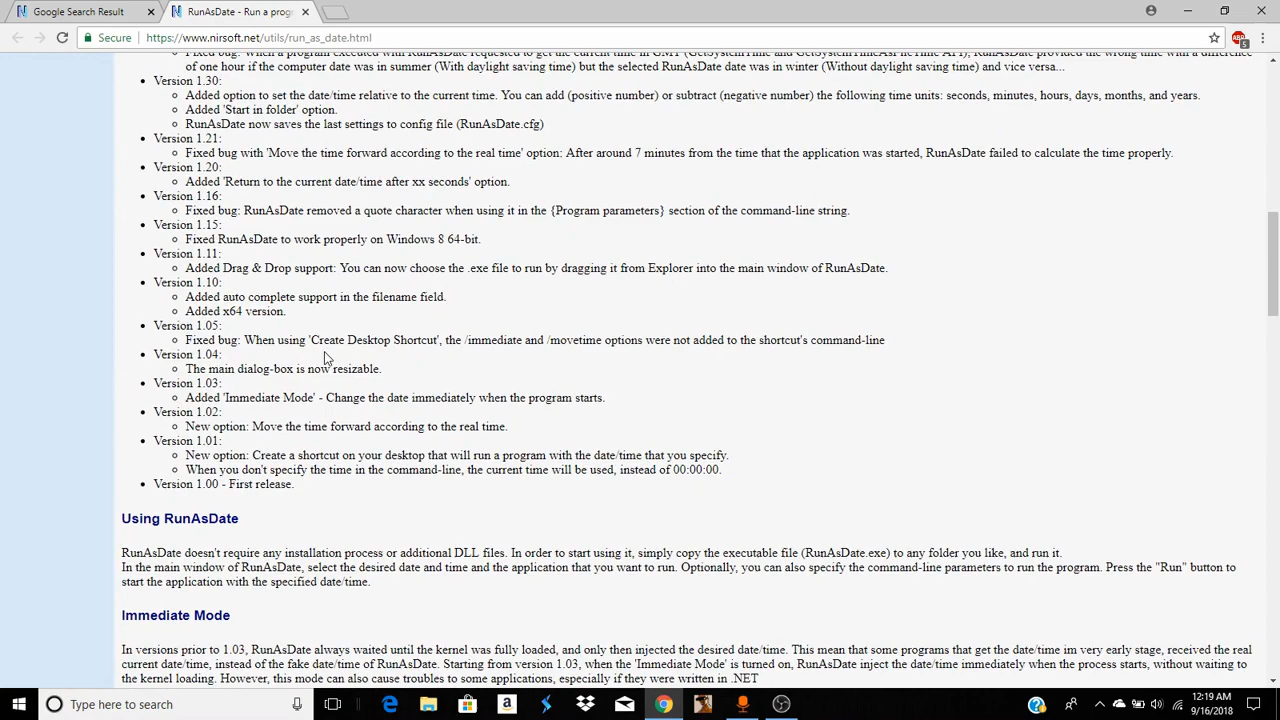 Google Search Result
RunAsDate - Run a prog
Secure
https://www.nirsoft.net/utils/run_as_date.html
ABP
5
Fixed bug: When a program executed with RunAsDate requested to get the current time in GMT (GetSystemTime and GetSystemTimeAsFileTime API), RunAsDate provided the wrong time with a difference
of one hour if the computer date was in summer (With daylight saving time) but the selected RunAsDate date was in winter (Without daylight saving time) and vice versa...
Version 1.30:
Added option to set the date/time relative to the current time. You can add (positive number) or subtract (negative number) the following time units: seconds, minutes, hours, days, months, and years.
Added 'Start in folder' option.
RunAsDate now saves the last settings to config file (RunAsDate.cfg)
Version 1.21:
Fixed bug with 'Move the time forward according to the real time' option: After around 7 minutes from the time that the application was started, RunAsDate failed to calculate the time properly.
Version 1.20:
Added 'Return to the current date/time after xx seconds' option.
Version 1.16:
Fixed bug: RunAsDate removed a quote character when using it in the {Program parameters} section of the command-line string.
Version 1.15:
Fixed RunAsDate to work properly on Windows 8 64-bit.
Version 1.11:
Added Drag & Drop support: You can now choose the .exe file to run by dragging it from Explorer into the main window of RunAsDate.
Version 1.10:
Added auto complete support in the filename field.
Added x64 version.
Version 1.05:
Fixed bug: When using 'Create Desktop Shortcut', the /immediate and /movetime options were not added to the shortcut's command-line
Version 1.04:
The main dialog-box is now resizable.
Version 1.03:
Added 'Immediate Mode' - Change the date immediately when the program starts.
Version 1.02:
New option: Move the time forward according to the real time.
Version 1.01:
New option: Create a shortcut on your desktop that will run a program with the date/time that you specify.
When you don't specify the time in the command-line, the current time will be used, instead of 00:00:00.
Version 1.00 - First release.
Using RunAsDate
RunAsDate doesn't require any installation process or additional DLL files. In order to start using it, simply copy the executable file (RunAsDate.exe) to any folder you like, and run it.
In the main window of RunAsDate, select the desired date and time and the application that you want to run. Optionally, you can also specify the command-line parameters to run the program. Press the "Run" button to
start the application with the specified date/time.
Immediate Mode
In versions prior to 1.03, RunAsDate always waited until the kernel was fully loaded, and only then injected the desired date/time. This mean that some programs that get the date/time im very early stage, received the real
current date/time, instead of the fake date/time of RunAsDate. Starting from version 1.03, when the 'Immediate Mode' is turned on, RunAsDate inject the date/time immediately when the process starts, without waiting to
the kernel loading. However, this mode can also cause troubles to some applications, especially if they were written in .NET
Type here to search
12:19 AM
9/16/2018